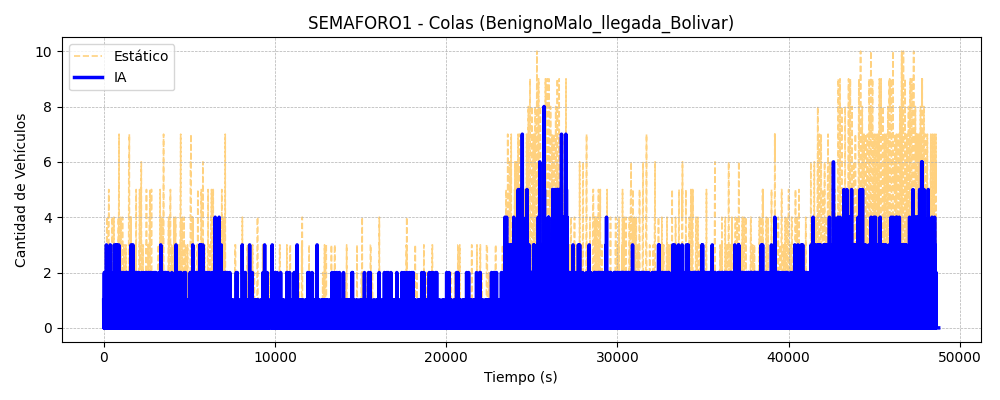 SEMAFORO1 - Colas (BenignoMalo_llegada_Bolivar)
Estático
IA
Cantidad de Vehículos
10
8
6
4
2
0
0 10000 20000 30000 40000 50000
Tiempo (s)